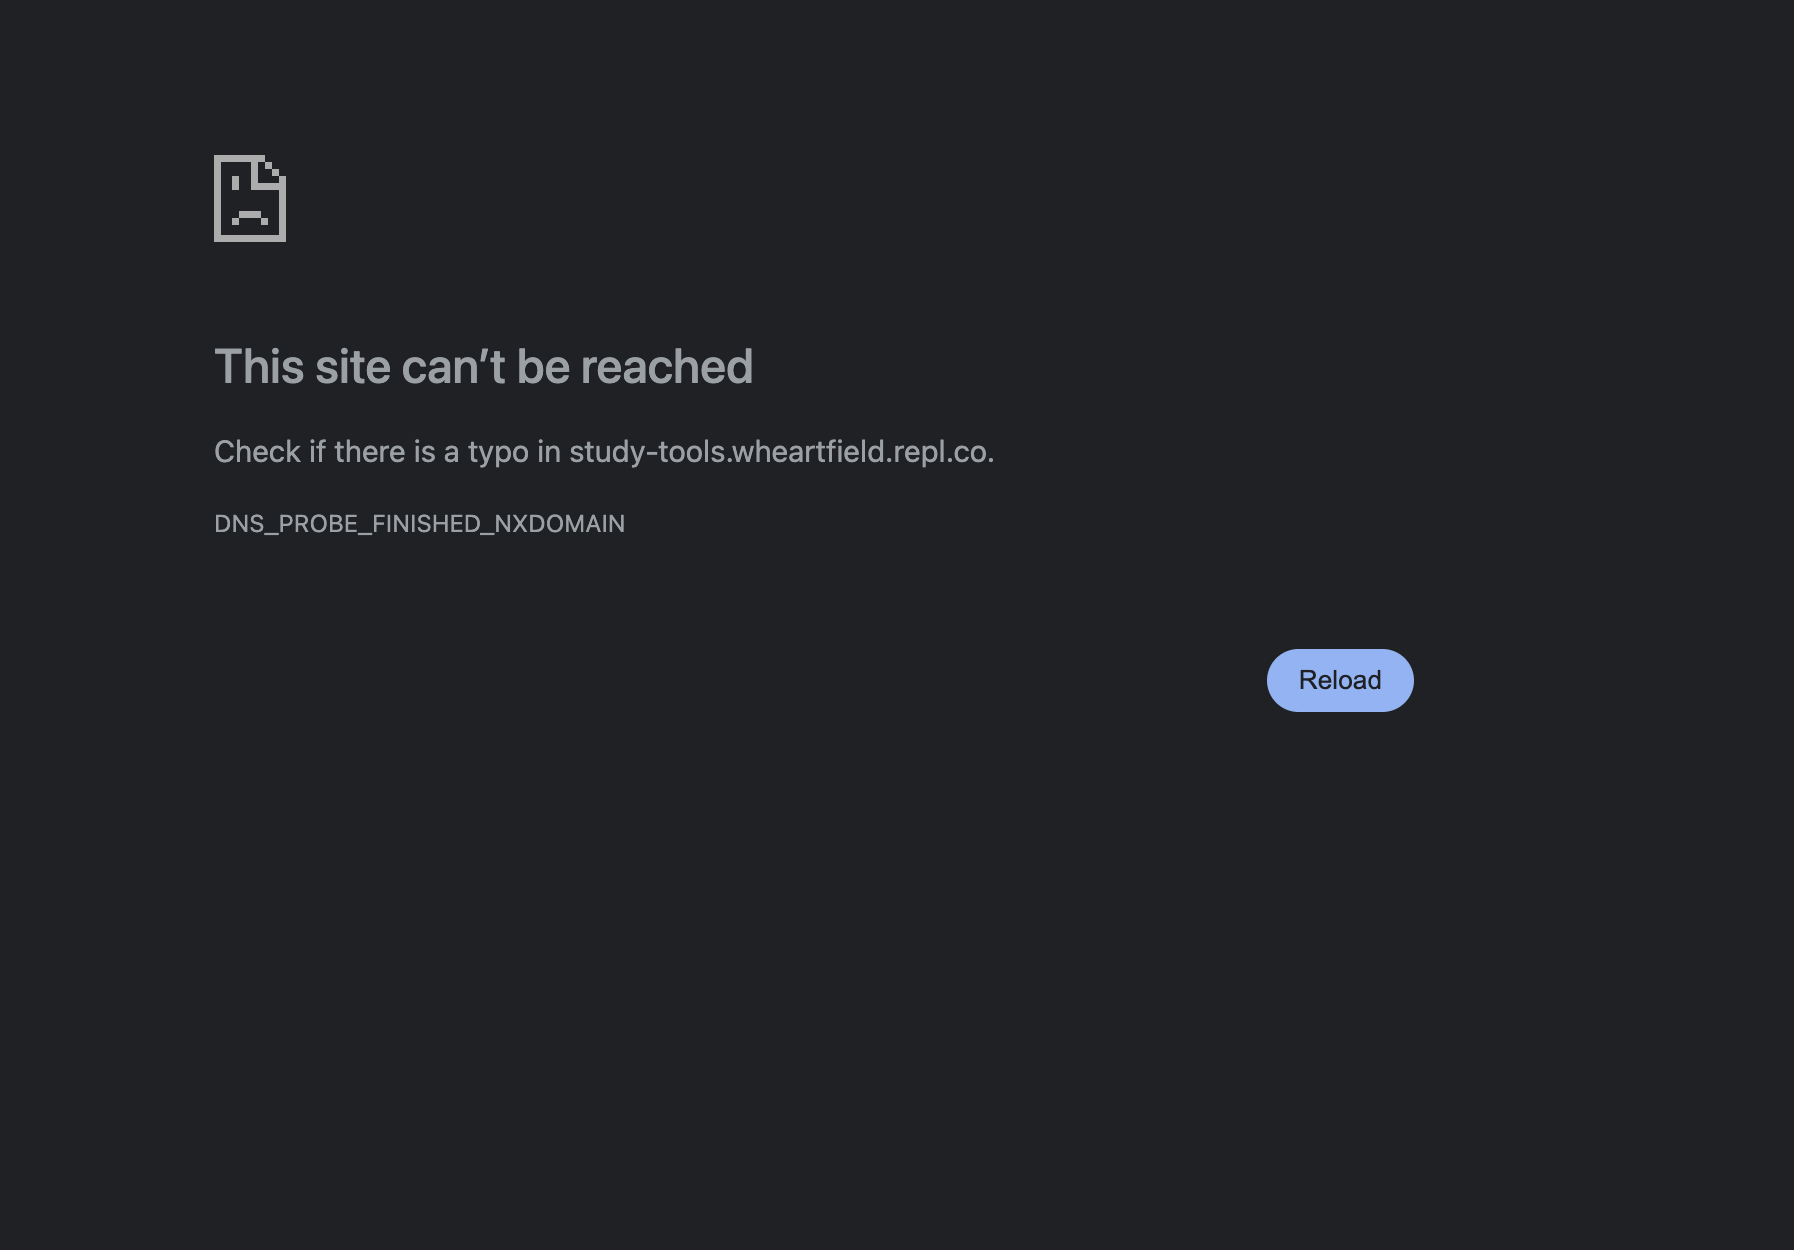 This site can’t be reached
Check if there is a typo in study-tools.wheartfield.repl.co.
DNS_PROBE_FINISHED_NXDOMAIN
Reload